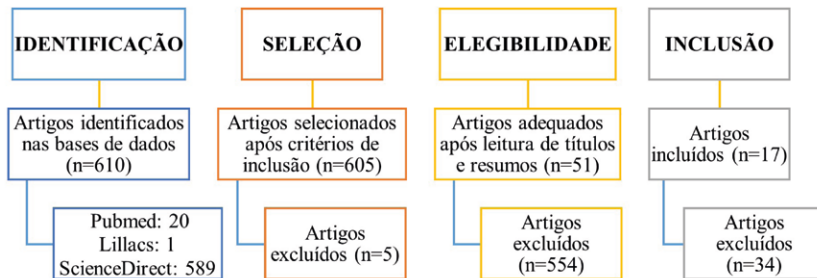 IDENTIFICAÇÃO
Artigos identificados
nas bases de dados
(n=610)
Pubmed: 20
Lillacs: 1
ScienceDirect: 589
SELEÇÃO
Artigos selecionados
após critérios de
inclusão (n=605)
Artigos
excluídos (n=5)
ELEGIBILIDADE
Artigos adequados
após leitura de títulos
e resumos (n=51)
Artigos
excluídos
(n=554)
INCLUSÃO
Artigos
incluídos (n=17)
Artigos
excluídos
(n=34)